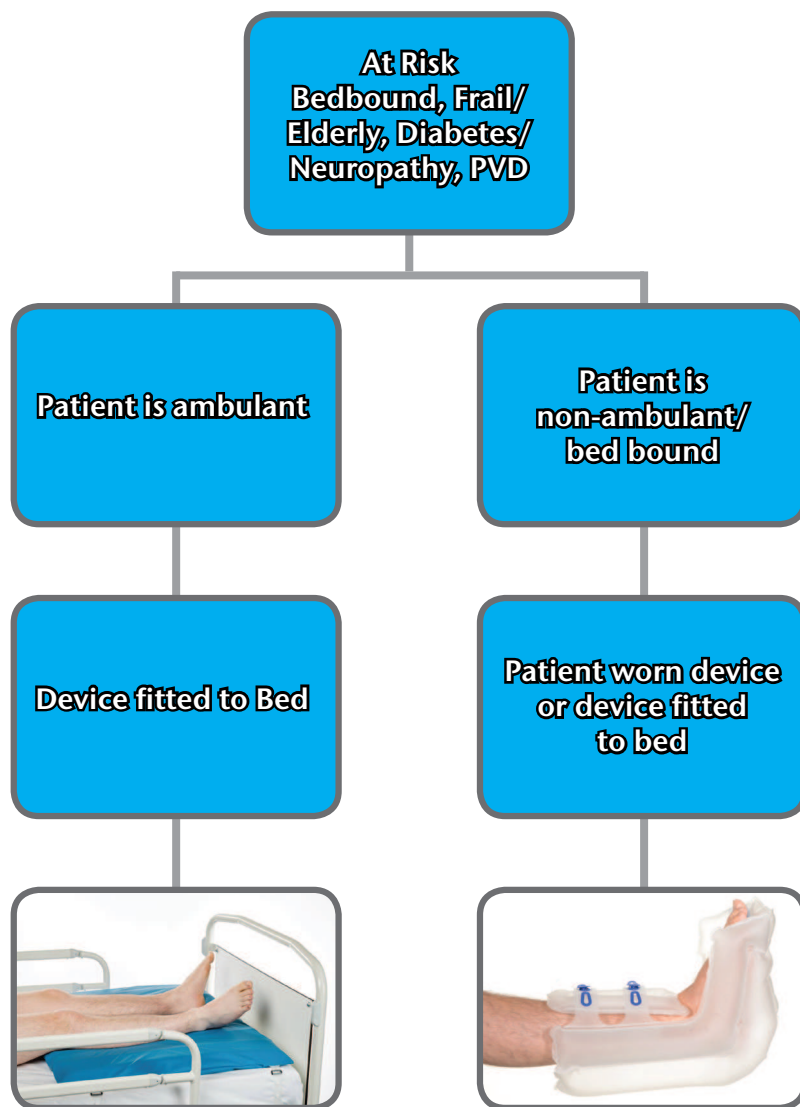 At Risk
Bedbound, Frail/
Elderly, Diabetes/
Neuropathy, PVD
Patient is ambulant
Patient is
non-ambulant/
bed bound
Device fitted to Bed
Patient worn device
or device fitted
to bed